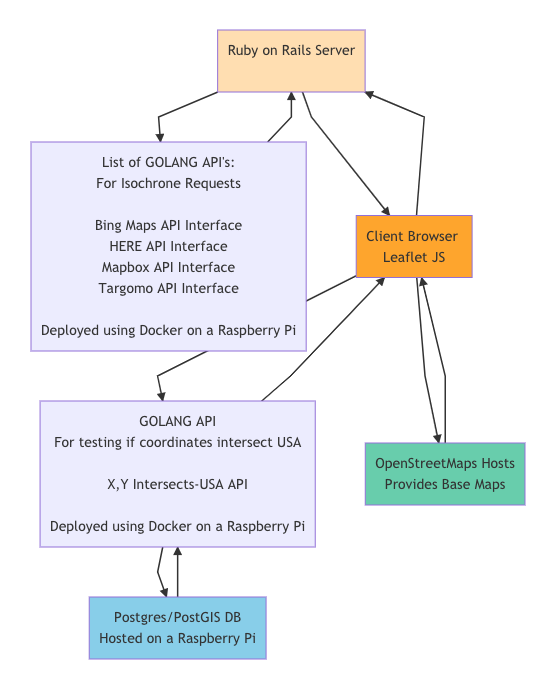 Ruby on Rails Server
List of GOLANG API's:
For Isochrone Requests
Bing Maps API Interface
HERE API Interface
Mapbox API Interface
Targomo API Interface
Deployed using Docker on a Raspberry Pi
Client Browser
Leaflet JS
GOLANG API
For testing if coordinates intersect USA
X,Y Intersects-USA API
Deployed using Docker on a Raspberry Pi
OpenStreetMaps Hosts
Provides Base Maps
Postgres/PostGIS DB
Hosted on a Raspberry Pi